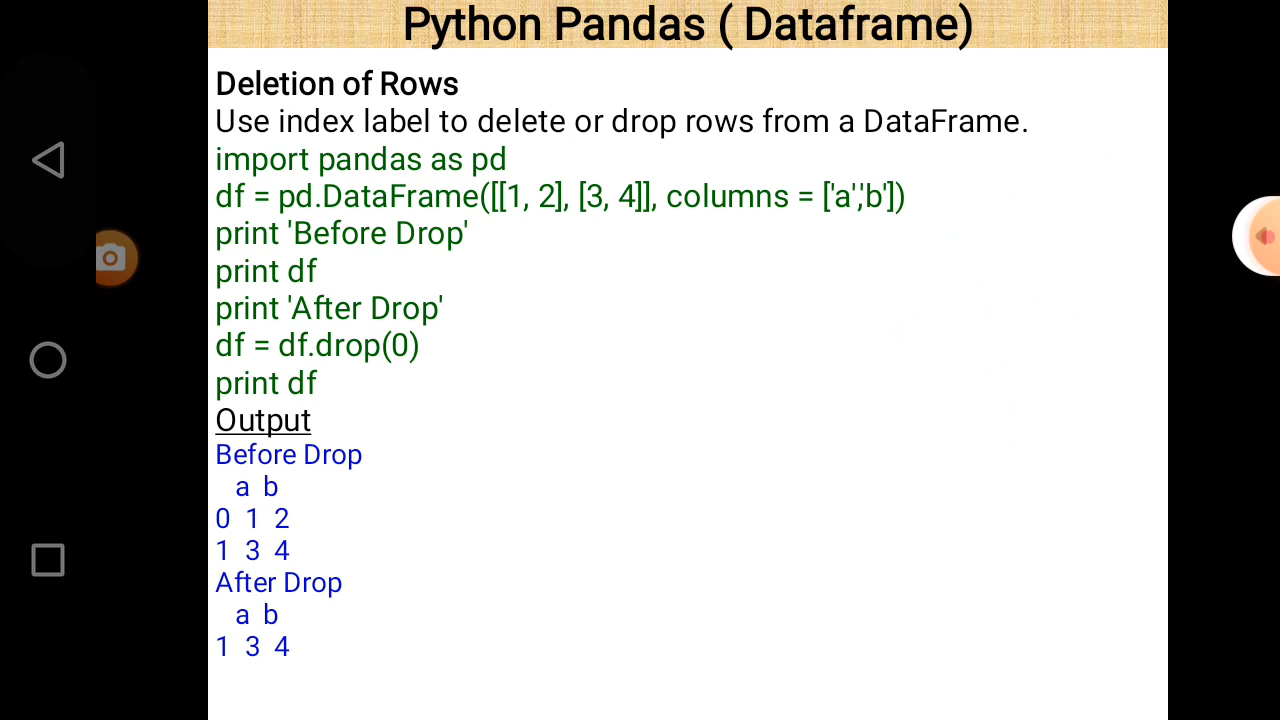 Python Pandas ( Dataframe)
Deletion of Rows
Use index label to delete or drop rows from a DataFrame.
import pandas as pd
df = pd.DataFrame([[1, 2], [3, 4]], columns = ['a','b'])
print 'Before Drop'
print df
print 'After Drop'
df = df.drop(0)
print df
Output
Before Drop
a b
0 1 2
1 3 4
After Drop
a b
1 3 4